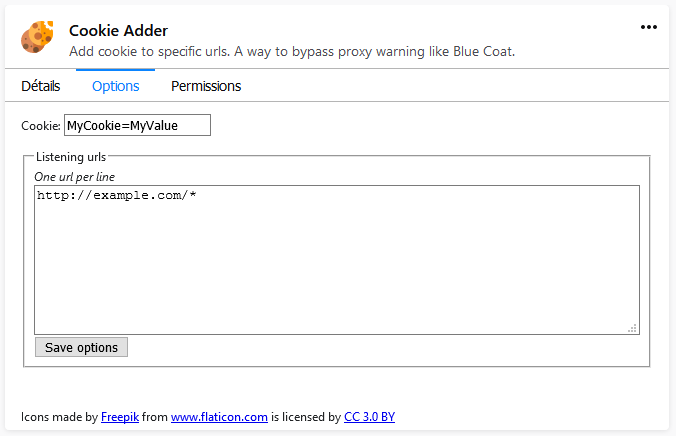 Cookie Adder
Add cookie to specific urls. A way to bypass proxy warning like Blue Coat.
Détails Options Permissions
Cookie: MyCookie=MyValue
Listening urls
One url per line
http://example.com/*
Save options
Icons made by Freepik from www.flaticon.com is licensed by CC 3.0 BY